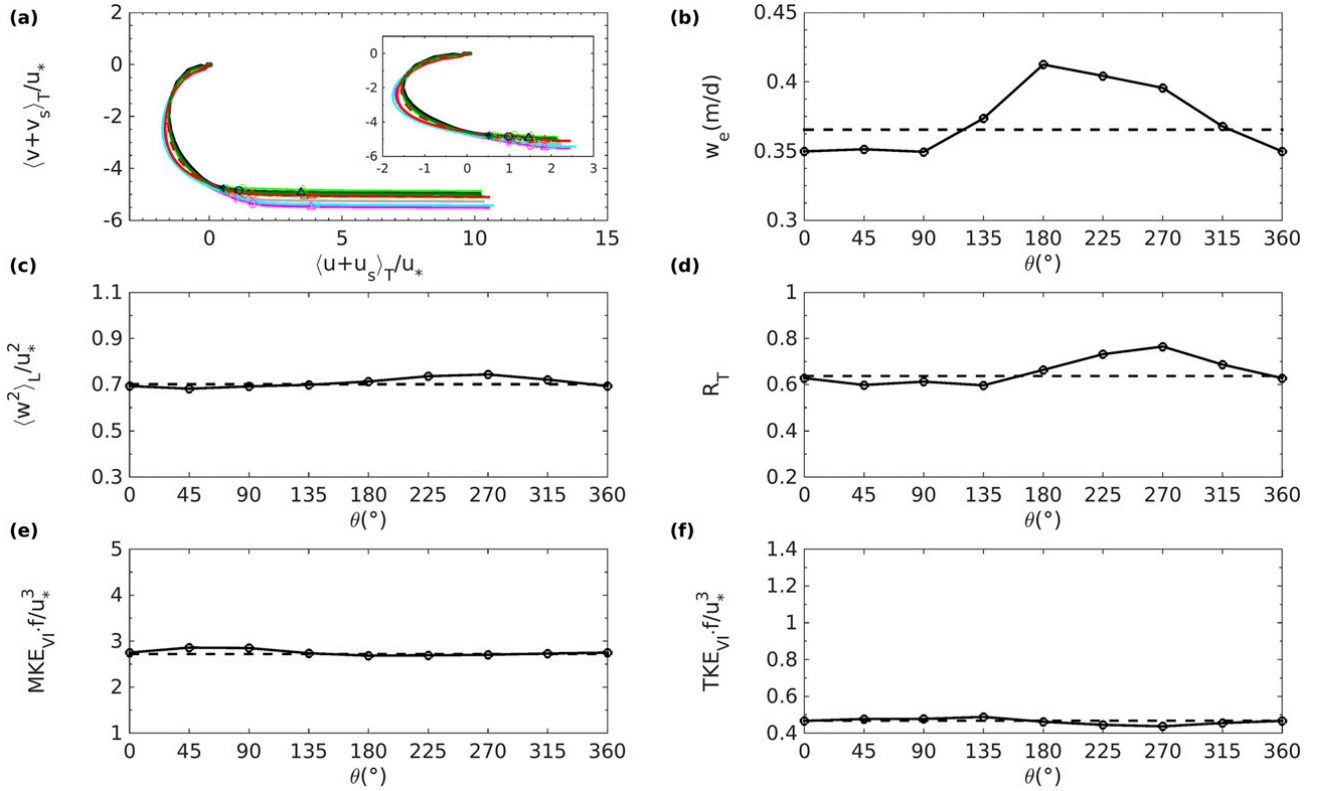 (a)
2
0
-2
-4
-6
⟨v+v_s⟩_T/u_*
0
-2
-4
-6
-2 -1 0 1 2 3
0 5 10 15
⟨u+u_s⟩_T/u_*
(b)
0.45
0.4
0.35
0.3
w_e(m/d)
0 45 90 135 180 225 270 315 360
θ(°)
(c)
1.1
0.9
0.7
0.5
0.3
⟨w²⟩_L/u_*²
0 45 90 135 180 225 270 315 360
θ(°)
(d)
1
0.8
0.6
0.4
0.2
R_T
0 45 90 135 180 225 270 315 360
θ(°)
(e)
5
4
3
2
1
MKE_VI·f/u_*³
0 45 90 135 180 225 270 315 360
θ(°)
(f)
1.4
1.2
1
0.8
0.6
0.4
TKE_VI·f/u_*³
0 45 90 135 180 225 270 315 360
θ(°)